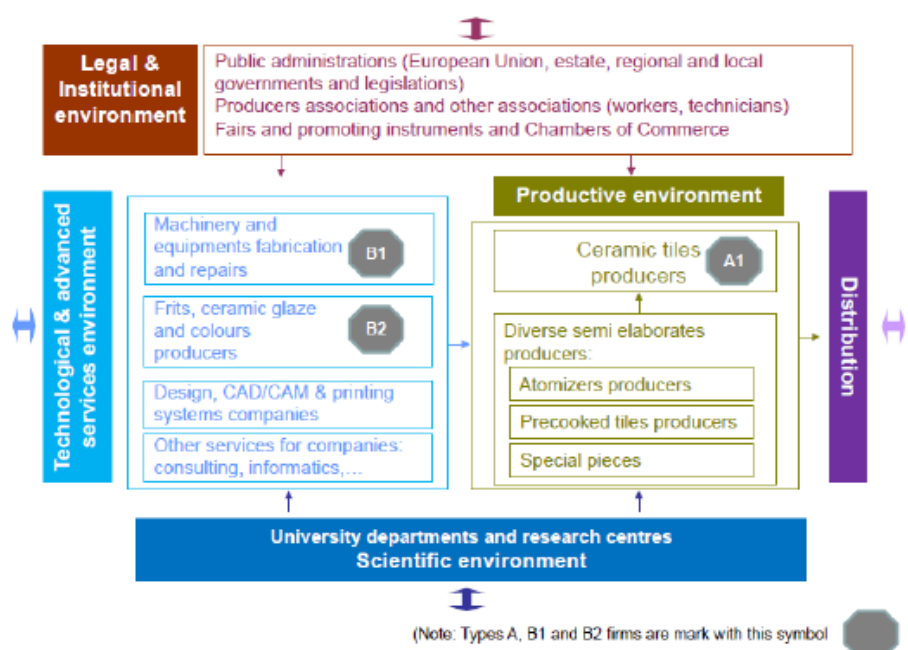 Legal &
Institutional
environment
Public administrations (European Union, estate, regional and local
governments and legislations)
Producers associations and other associations (workers, technicians)
Fairs and promoting instruments and Chambers of Commerce
Technological & advanced
services environment
Machinery and
equipments fabrication
and repairs
B1
Frits, ceramic glaze
and colours
producers
B2
Design, CAD/CAM & printing
systems companies
Other services for companies:
consulting, informatics,...
Productive environment
Ceramic tiles
producers
A1
Diverse semi elaborates
producers:
Atomizers producers
Precooked tiles producers
Special pieces
Distribution
University departments and research centres
Scientific environment
(Note: Types A, B1 and B2 firms are mark with this symbol